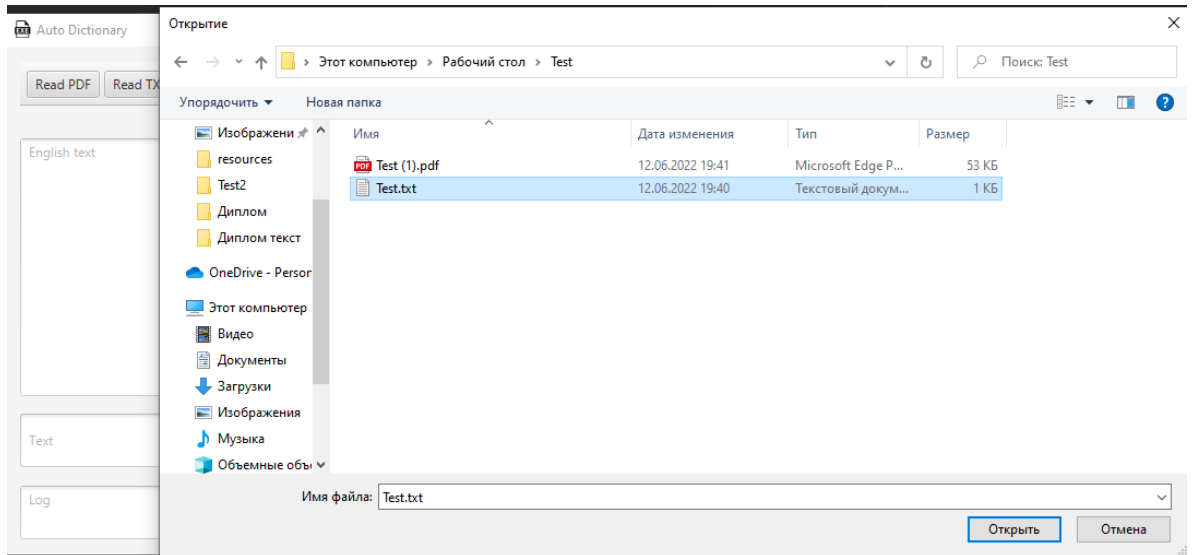 Auto Dictionary
Read PDF
Read TX
English text
Text
Log
Открытие
Этот компьютер › Рабочий стол › Test
Поиск: Test
Упорядочить
Новая папка
Изображени
resources
Test2
Диплом
Диплом текст
OneDrive - Person
Этот компьютер
Видео
Документы
Загрузки
Изображения
Музыка
Объемные объ
Имя Дата изменения Тип Размер
Test (1).pdf 12.06.2022 19:41 Microsoft Edge P... 53 КБ
Test.txt 12.06.2022 19:40 Текстовый докум... 1 КБ
Имя файла: Test.txt
Открыть
Отмена